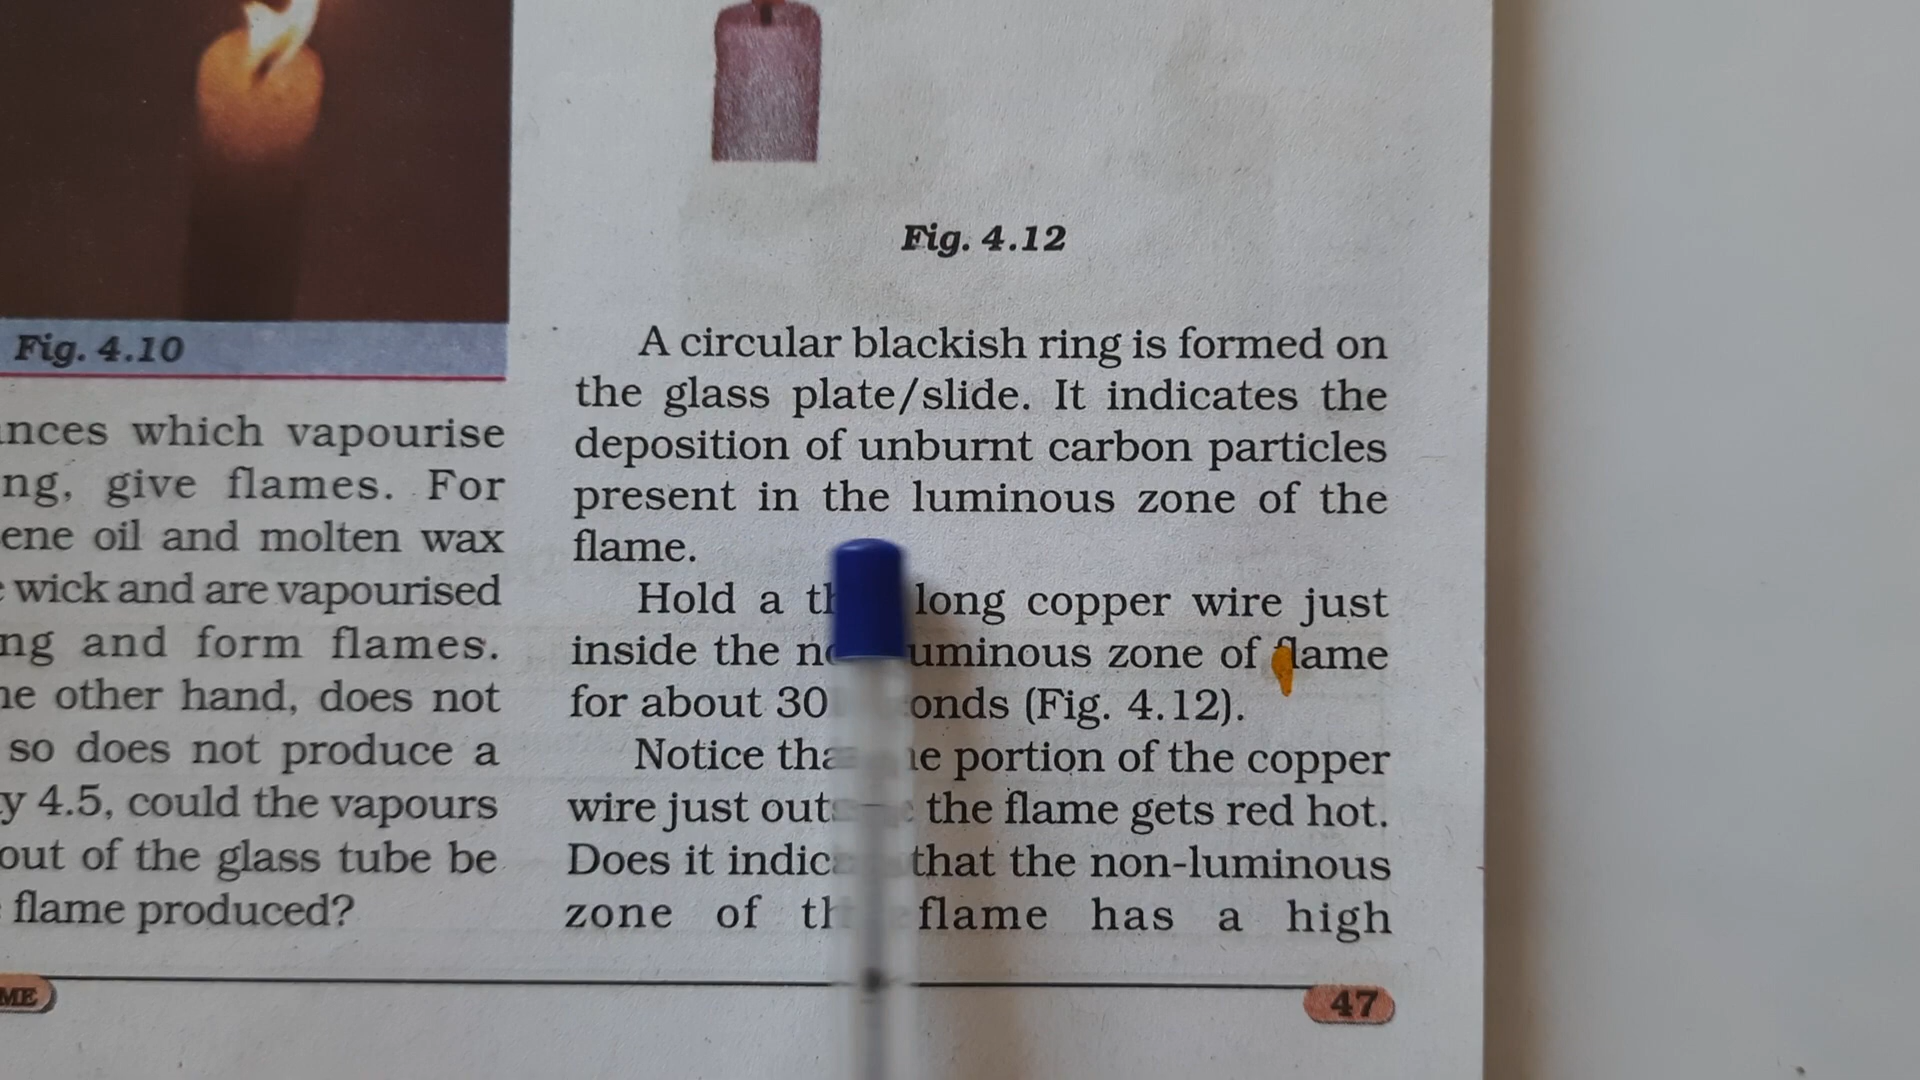 Fig. 4.10
nces which vapourise
ng, give flames. For
ene oil and molten wax
wick and are vapourised
ng and form flames.
ne other hand, does not
so does not produce a
y 4.5, could the vapours
out of the glass tube be
flame produced?
Fig. 4.12
A circular blackish ring is formed on
the glass plate/slide. It indicates the
deposition of unburnt carbon particles
present in the luminous zone of the
flame.
Hold a long copper wire just
inside the uminous zone of flame
for about 30 onds (Fig. 4.12).
Notice portion of the copper
wire just the flame gets red hot.
Does it that the non-luminous
zone of flame has a high
ME
47